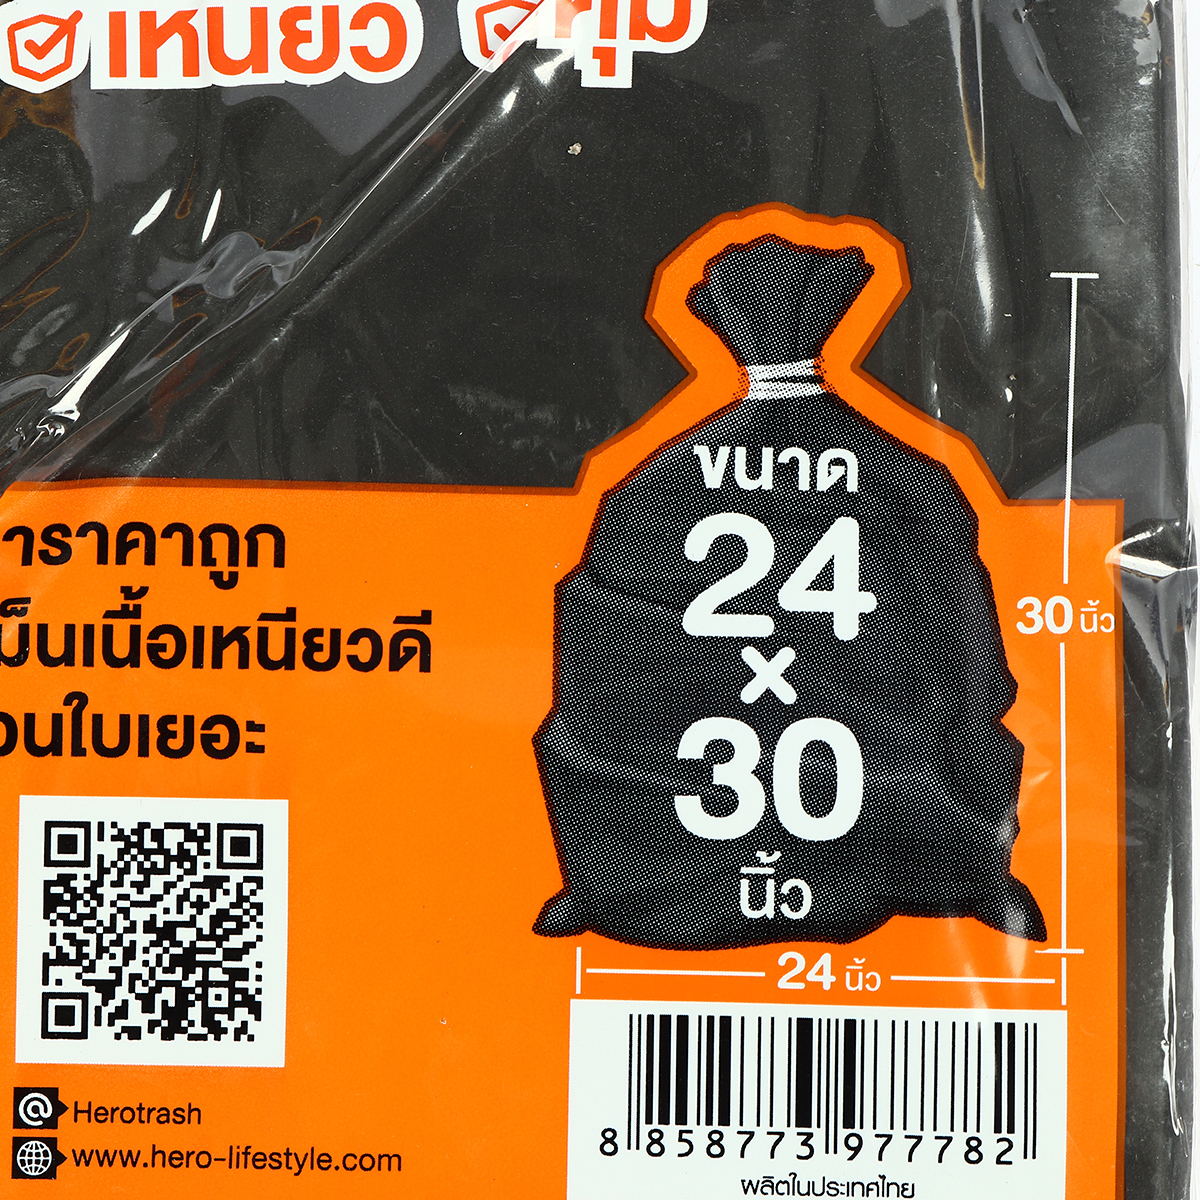 เหนียว คุ้ม
ราคาถูก
เนื้อเหนียวดี
ใบเยอะ
ขนาด
24
×
30
นิ้ว
30 นิ้ว
24 นิ้ว
Herotrash
www.hero-lifestyle.com
8 858773 977782
ผลิตในประเทศไทย